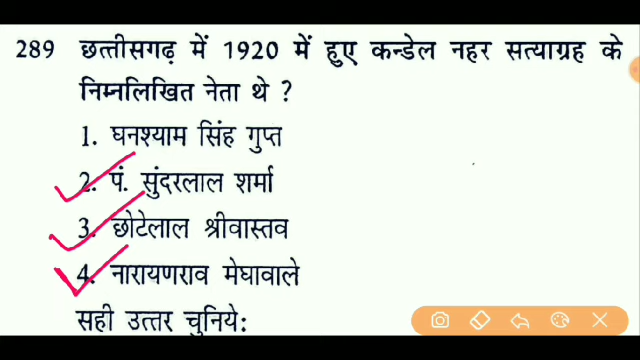 289 छत्तीसगढ़ में 1920 में हुए कन्डेल नहर सत्याग्रह के
निम्नलिखित नेता थे ?
1. घनश्याम सिंह गुप्त
2. पं. सुंदरलाल शर्मा
3. छोटेलाल श्रीवास्तव
4. नारायणराव मेघावाले
सही उत्तर चुनिये: